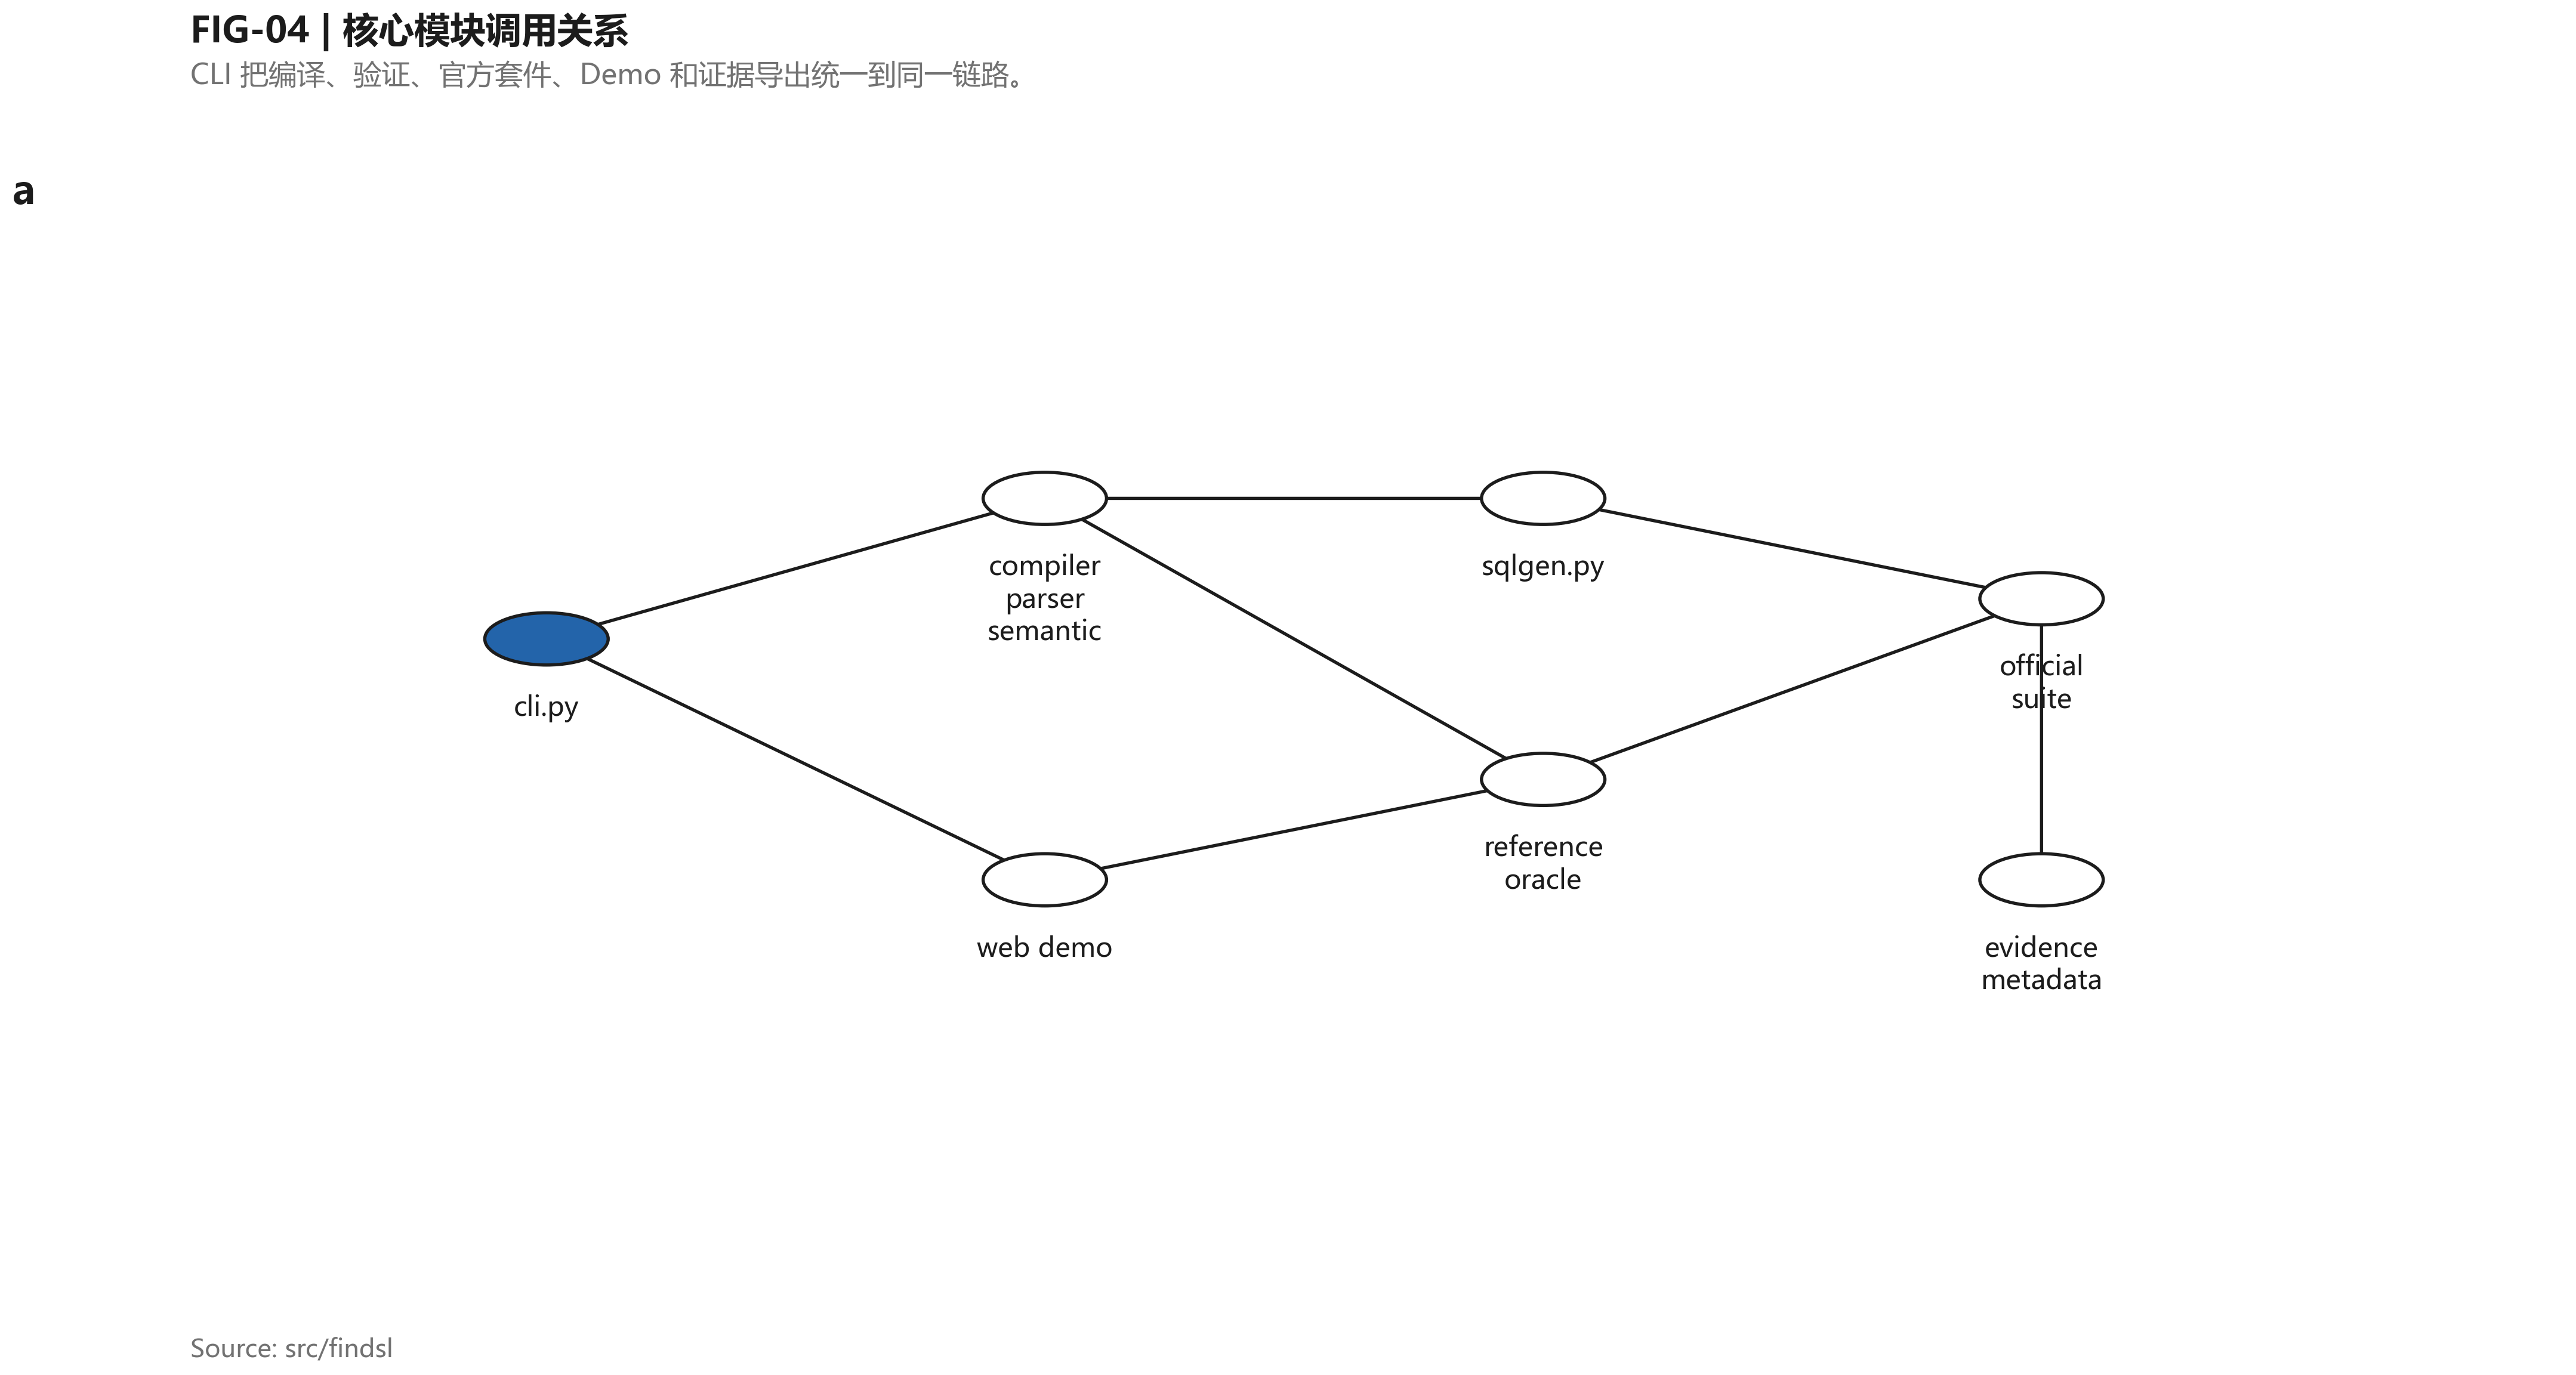 FIG-04 | 核心模块调用关系
CLI 把编译、验证、官方套件、Demo 和证据导出统一到同一链路。
a
compiler
parser
semantic
sqlgen.py
official
suite
cli.py
reference
oracle
web demo
evidence
metadata
Source: src/findsl